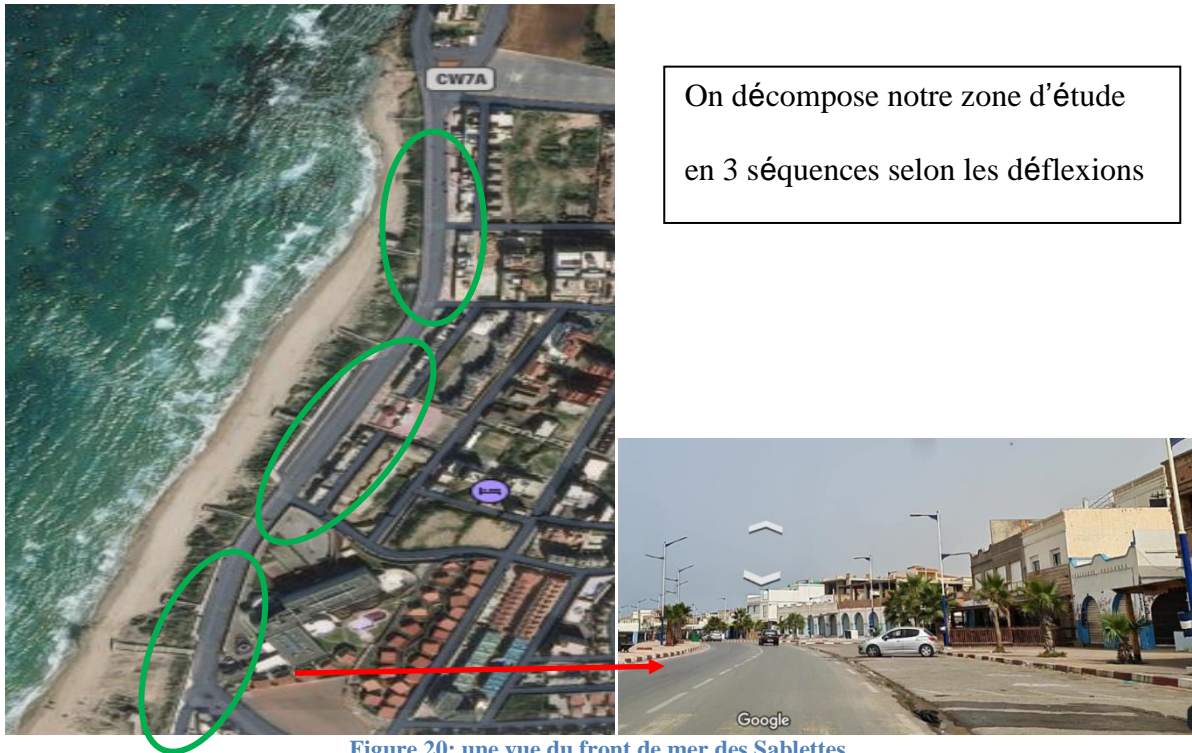 CW7A
On décompose notre zone d'étude
en 3 séquences selon les déflexions
Google
Figure 20: une vue du front de mer des Sablettes